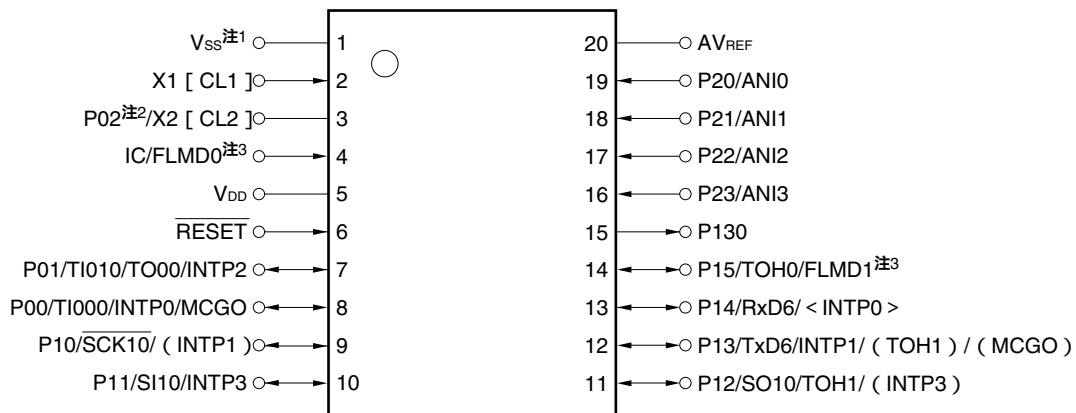 VSS注1 1 20 AVREF
X1 [ CL1 ] 2 19 P20/ANI0
P02注2/X2 [ CL2 ] 3 18 P21/ANI1
IC/FLMD0注3 4 17 P22/ANI2
VDD 5 16 P23/ANI3
RESET 6 15 P130
P01/TI010/TO00/INTP2 7 14 P15/TOH0/FLMD1注3
P00/TI000/INTP0/MCGO 8 13 P14/RxD6/ < INTP0 >
P10/SCK10/ ( INTP1 ) 9 12 P13/TxD6/INTP1/ ( TOH1 ) / ( MCGO )
P11/SI10/INTP3 10 11 P12/SO10/TOH1/ ( INTP3 )